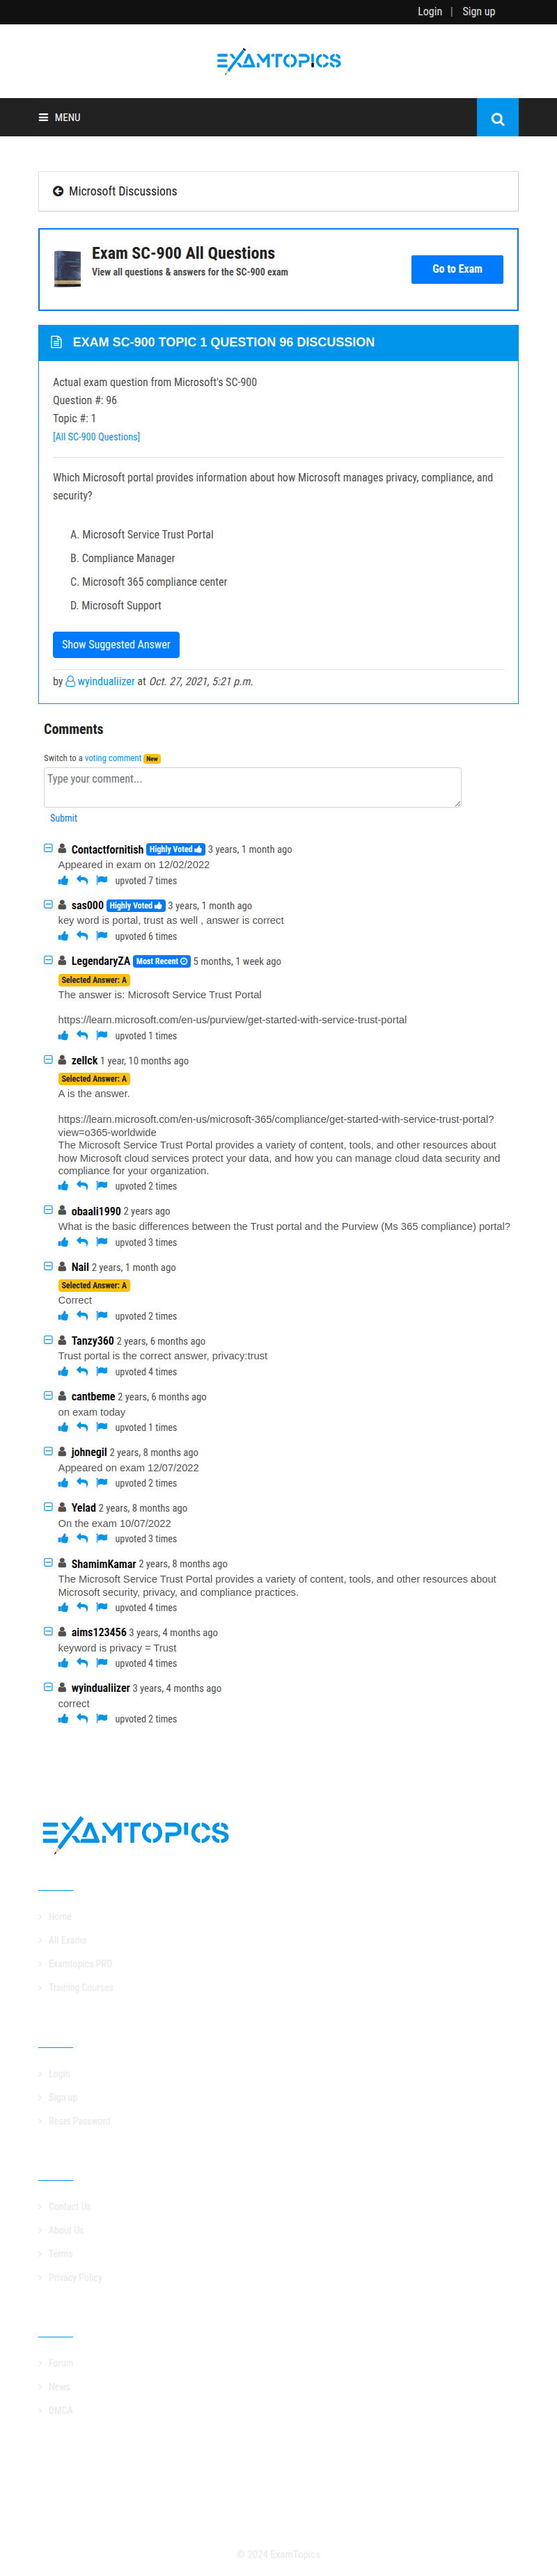 Login | Sign up
EXAMTOPICS
MENU
Microsoft Discussions
Exam SC-900 All Questions
View all questions & answers for the SC-900 exam
Go to Exam
EXAM SC-900 TOPIC 1 QUESTION 96 DISCUSSION
Actual exam question from Microsoft's SC-900
Question #: 96
Topic #: 1
[All SC-900 Questions]
Which Microsoft portal provides information about how Microsoft manages privacy, compliance, and
security?
A. Microsoft Service Trust Portal
B. Compliance Manager
C. Microsoft 365 compliance center
D. Microsoft Support
Show Suggested Answer
by wyindualiizer at Oct. 27, 2021, 5:21 p.m.
Comments
Switch to a voting comment New
Type your comment...
Submit
Contactfornitish Highly Voted 3 years, 1 month ago
Appeared in exam on 12/02/2022
upvoted 7 times
sas000 Highly Voted 3 years, 1 month ago
key word is portal, trust as well , answer is correct
upvoted 6 times
LegendaryZA Most Recent 5 months, 1 week ago
Selected Answer: A
The answer is: Microsoft Service Trust Portal
https://learn.microsoft.com/en-us/purview/get-started-with-service-trust-portal
upvoted 1 times
zellck 1 year, 10 months ago
Selected Answer: A
A is the answer.
https://learn.microsoft.com/en-us/microsoft-365/compliance/get-started-with-service-trust-portal?
view=o365-worldwide
The Microsoft Service Trust Portal provides a variety of content, tools, and other resources about
how Microsoft cloud services protect your data, and how you can manage cloud data security and
compliance for your organization.
upvoted 2 times
obaali1990 2 years ago
What is the basic differences between the Trust portal and the Purview (Ms 365 compliance) portal?
upvoted 3 times
Nail 2 years, 1 month ago
Selected Answer: A
Correct
upvoted 2 times
Tanzy360 2 years, 6 months ago
Trust portal is the correct answer, privacy:trust
upvoted 4 times
cantbeme 2 years, 6 months ago
on exam today
upvoted 1 times
johnegil 2 years, 8 months ago
Appeared on exam 12/07/2022
upvoted 2 times
Yelad 2 years, 8 months ago
On the exam 10/07/2022
upvoted 3 times
ShamimKamar 2 years, 8 months ago
The Microsoft Service Trust Portal provides a variety of content, tools, and other resources about
Microsoft security, privacy, and compliance practices.
upvoted 4 times
aims123456 3 years, 4 months ago
keyword is privacy = Trust
upvoted 4 times
wyindualiizer 3 years, 4 months ago
correct
upvoted 2 times
EXAMTOPICS
Home
All Exams
Examtopics PRO
Training Courses
Login
Sign up
Reset Password
Contact Us
About Us
Terms
Privacy Policy
Forum
News
DMCA
© 2024 ExamTopics